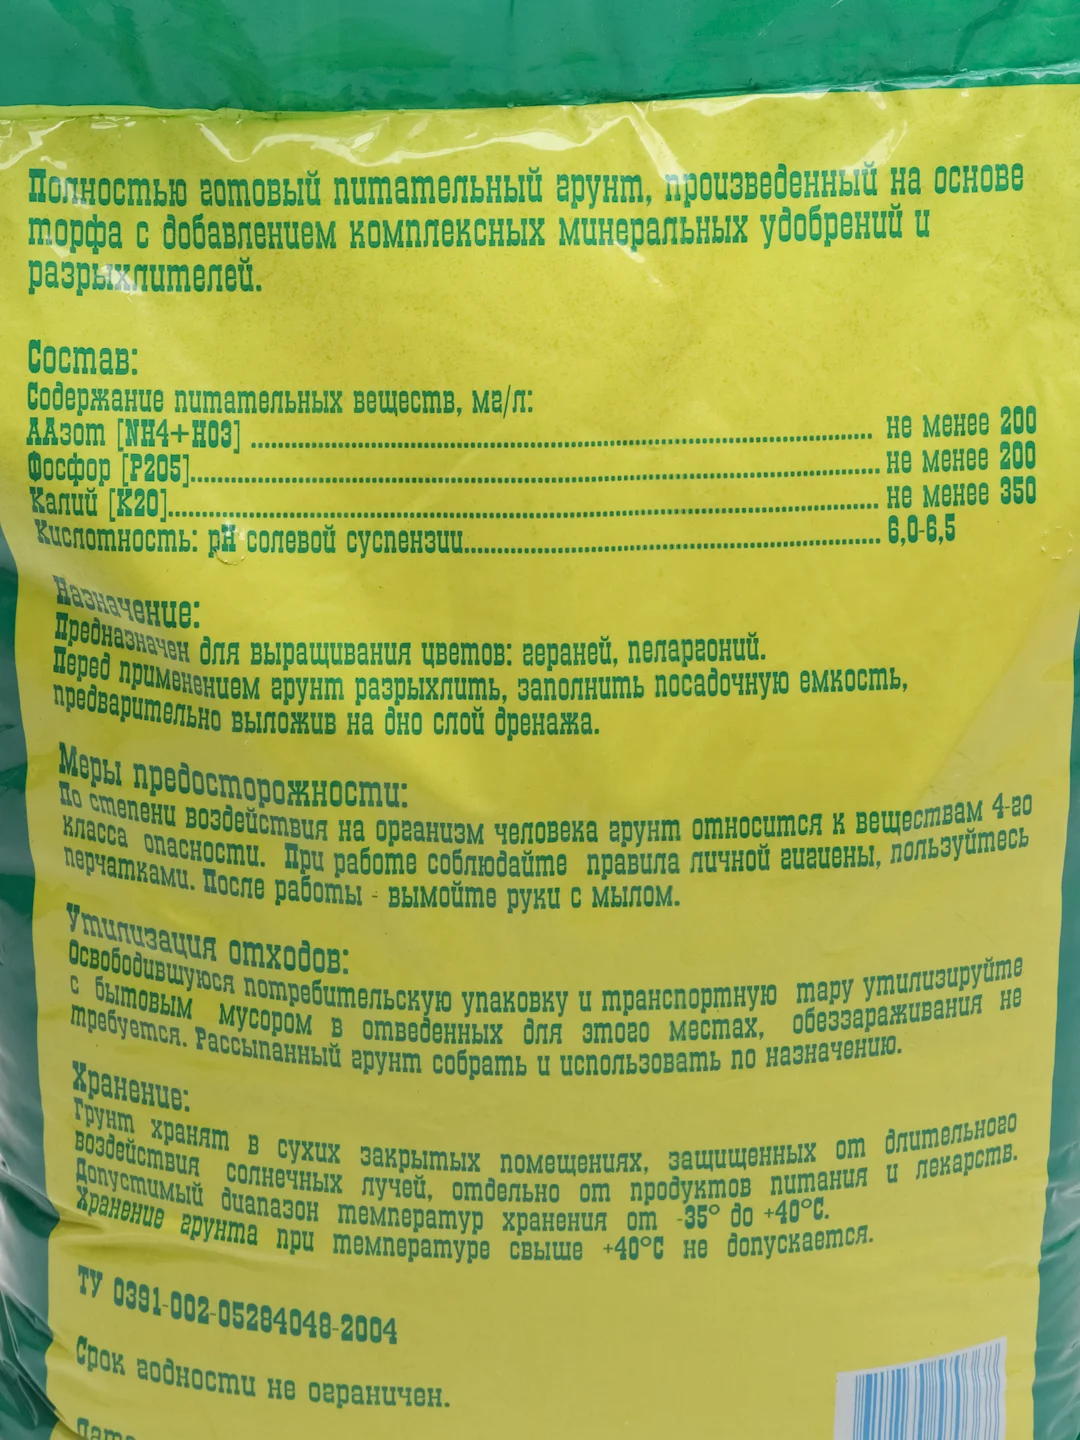 Полностью готовый питательный грунт, произведенный на основе
торфа с добавлением комплексных минеральных удобрений и
разрыхлителей.
Состав:
Содержание питательных веществ, мг/л:
ААзот [NH4+НО3] ........ не менее 200
Фосфор [P2O5]........ не менее 200
Калий [K2O]........ не менее 350
Кислотность: pH солевой суспензии........ 6,0-6,5
Назначение:
Предназначен для выращивания цветов: гераней, пеларгоний.
Перед применением грунт разрыхлить, заполнить посадочную емкость,
предварительно выложив на дно слой дренажа.
Меры предосторожности:
По степени воздействия на организм человека грунт относится к веществам 4-го
класса опасности. При работе соблюдайте правила личной гигиены, пользуйтесь
перчатками. После работы - вымойте руки с мылом.
Утилизация отходов:
Освободившуюся потребительскую упаковку и транспортную тару утилизируйте
с бытовым мусором в отведенных для этого местах, обеззараживания не
требуется. Рассыпанный грунт собрать и использовать по назначению.
Хранение:
Грунт хранят в сухих закрытых помещениях, защищенных от длительного
воздействия солнечных лучей, отдельно от продуктов питания и лекарств.
Допустимый диапазон температур хранения от -35° до +40°С.
Хранение грунта при температуре свыше +40°С не допускается.
ТУ 0391-002-05284048-2004
Срок годности не ограничен.